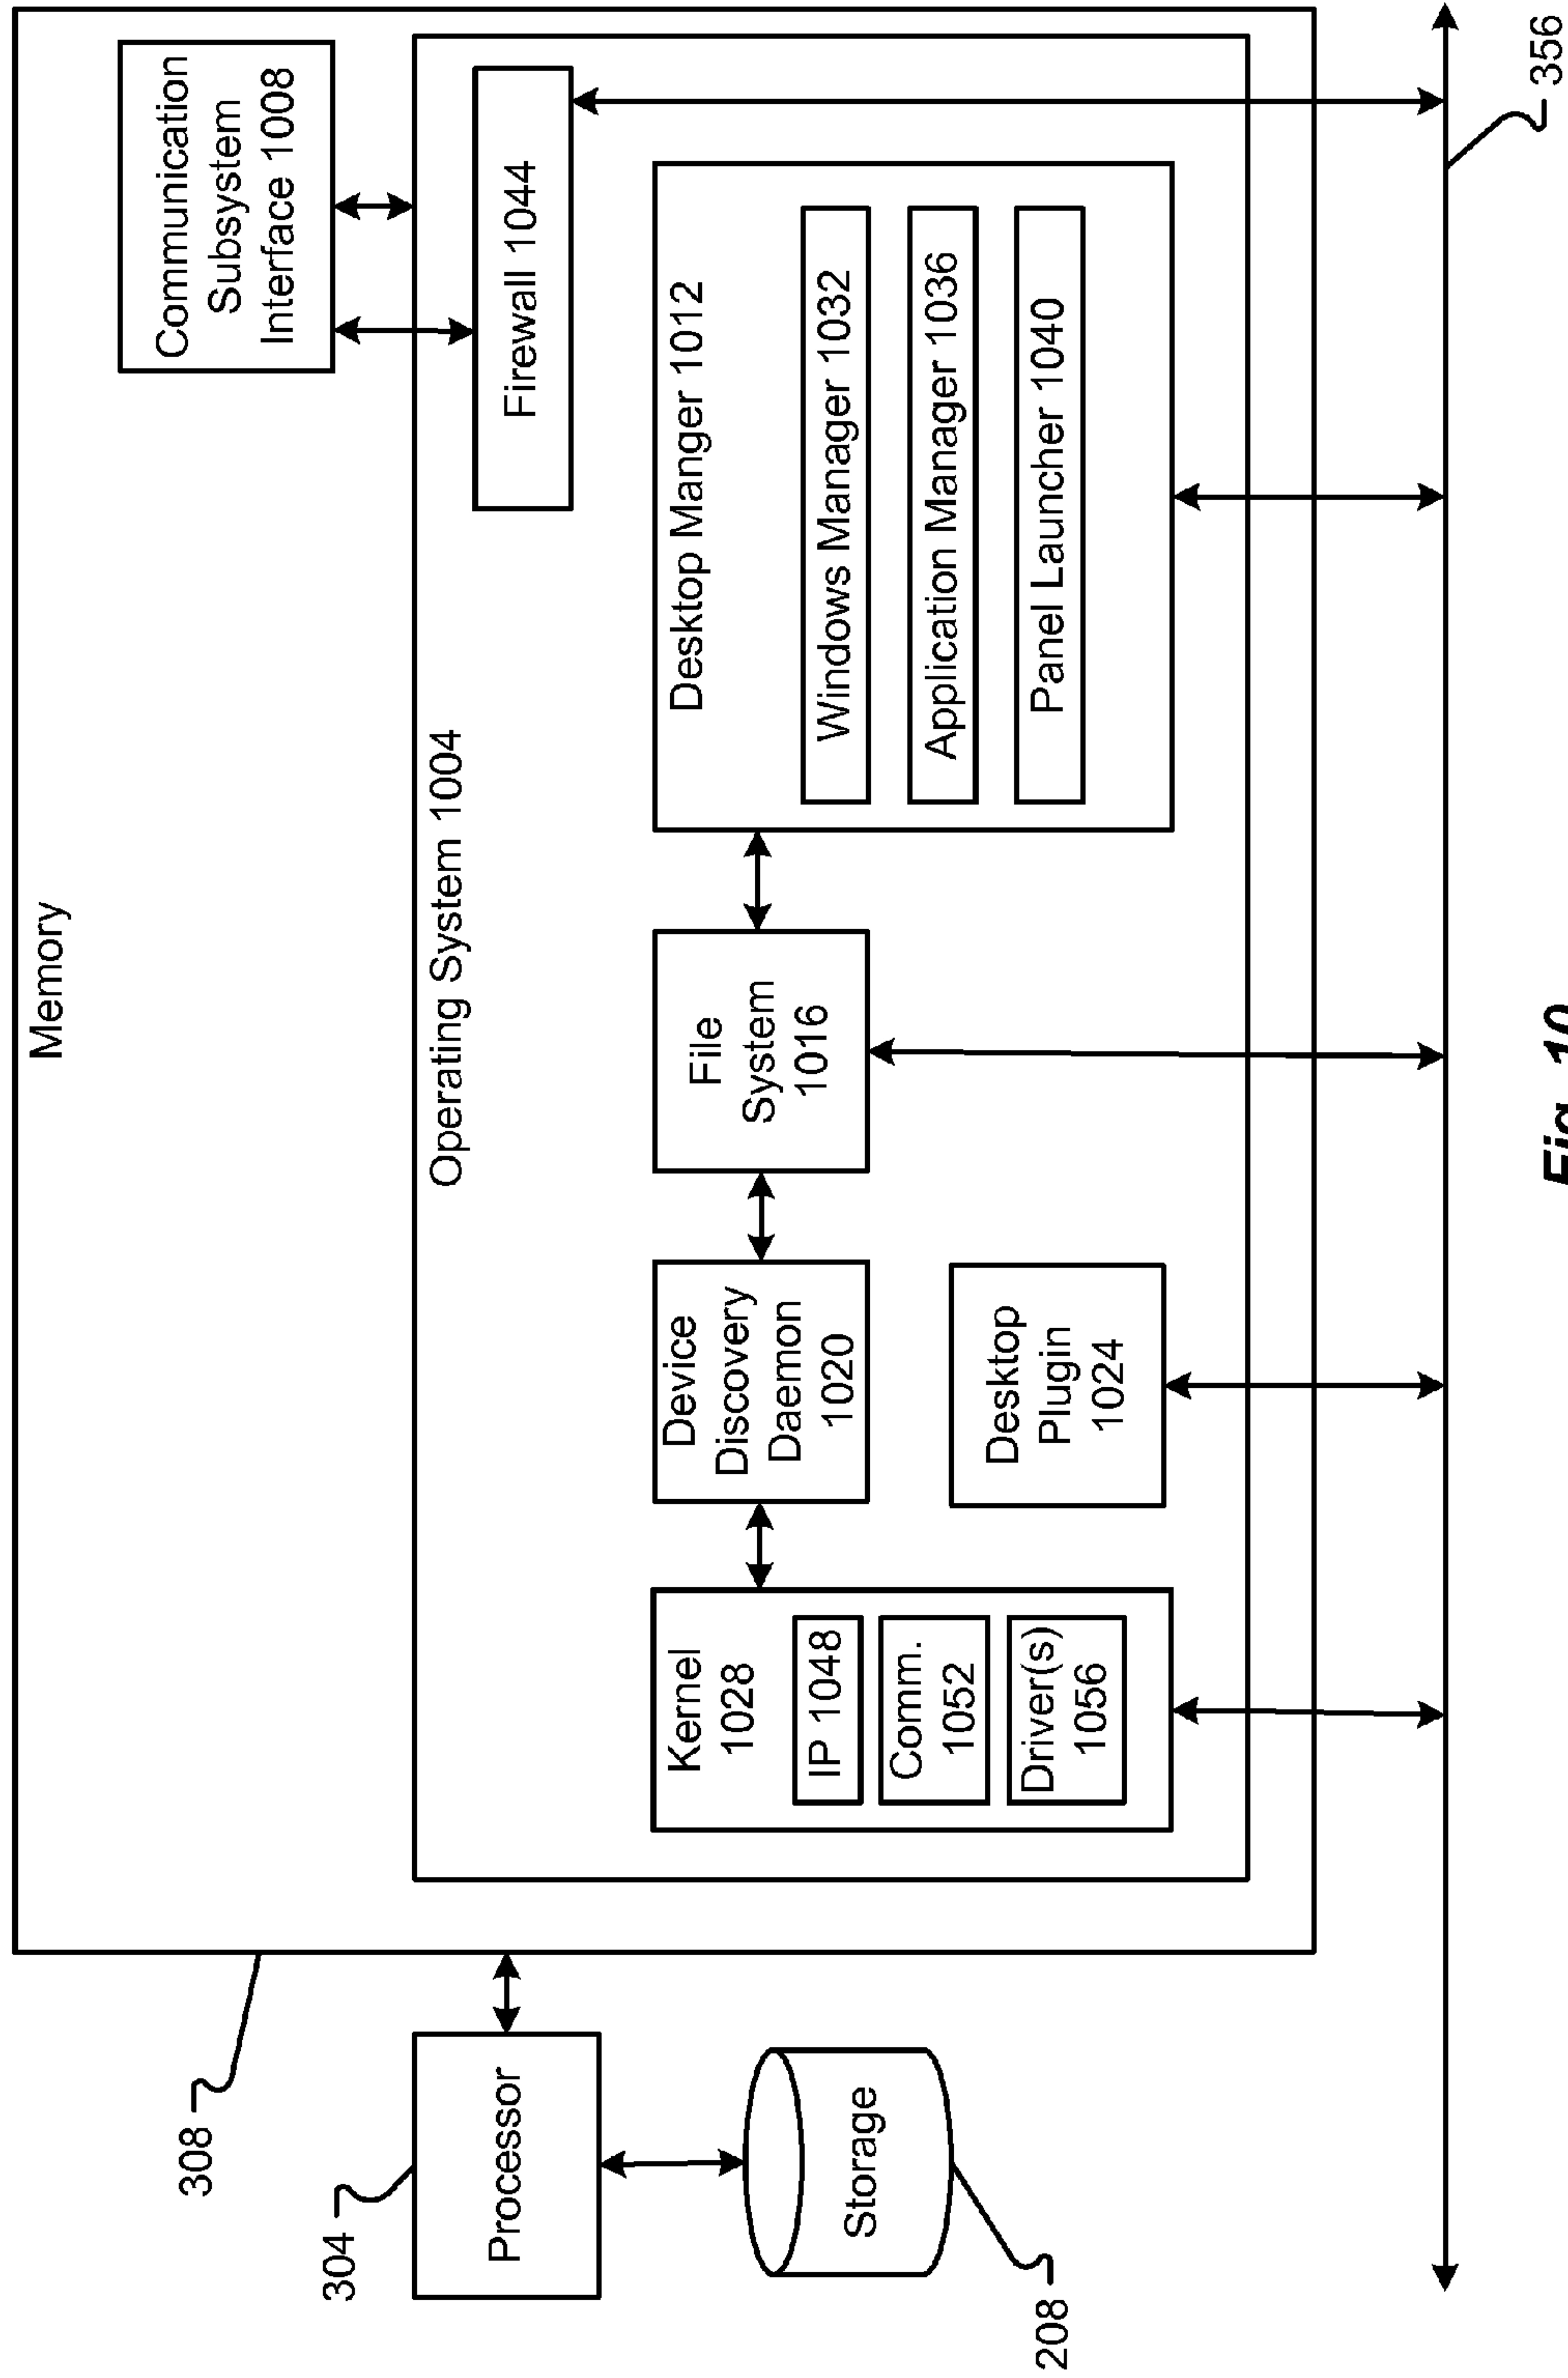 Memory
Communication
Subsystem
Interface 1008
Operating System 1004
Firewall 1044
308
304
Processor
Storage
208
Kernel
1028
IP 1048
Comm.
1052
Driver(s)
1056
Device
Discovery
Daemon
1020
Desktop
Plugin
1024
File
System
1016
Desktop Manger 1012
Windows Manager 1032
Application Manager 1036
Panel Launcher 1040
356
Fig. 10